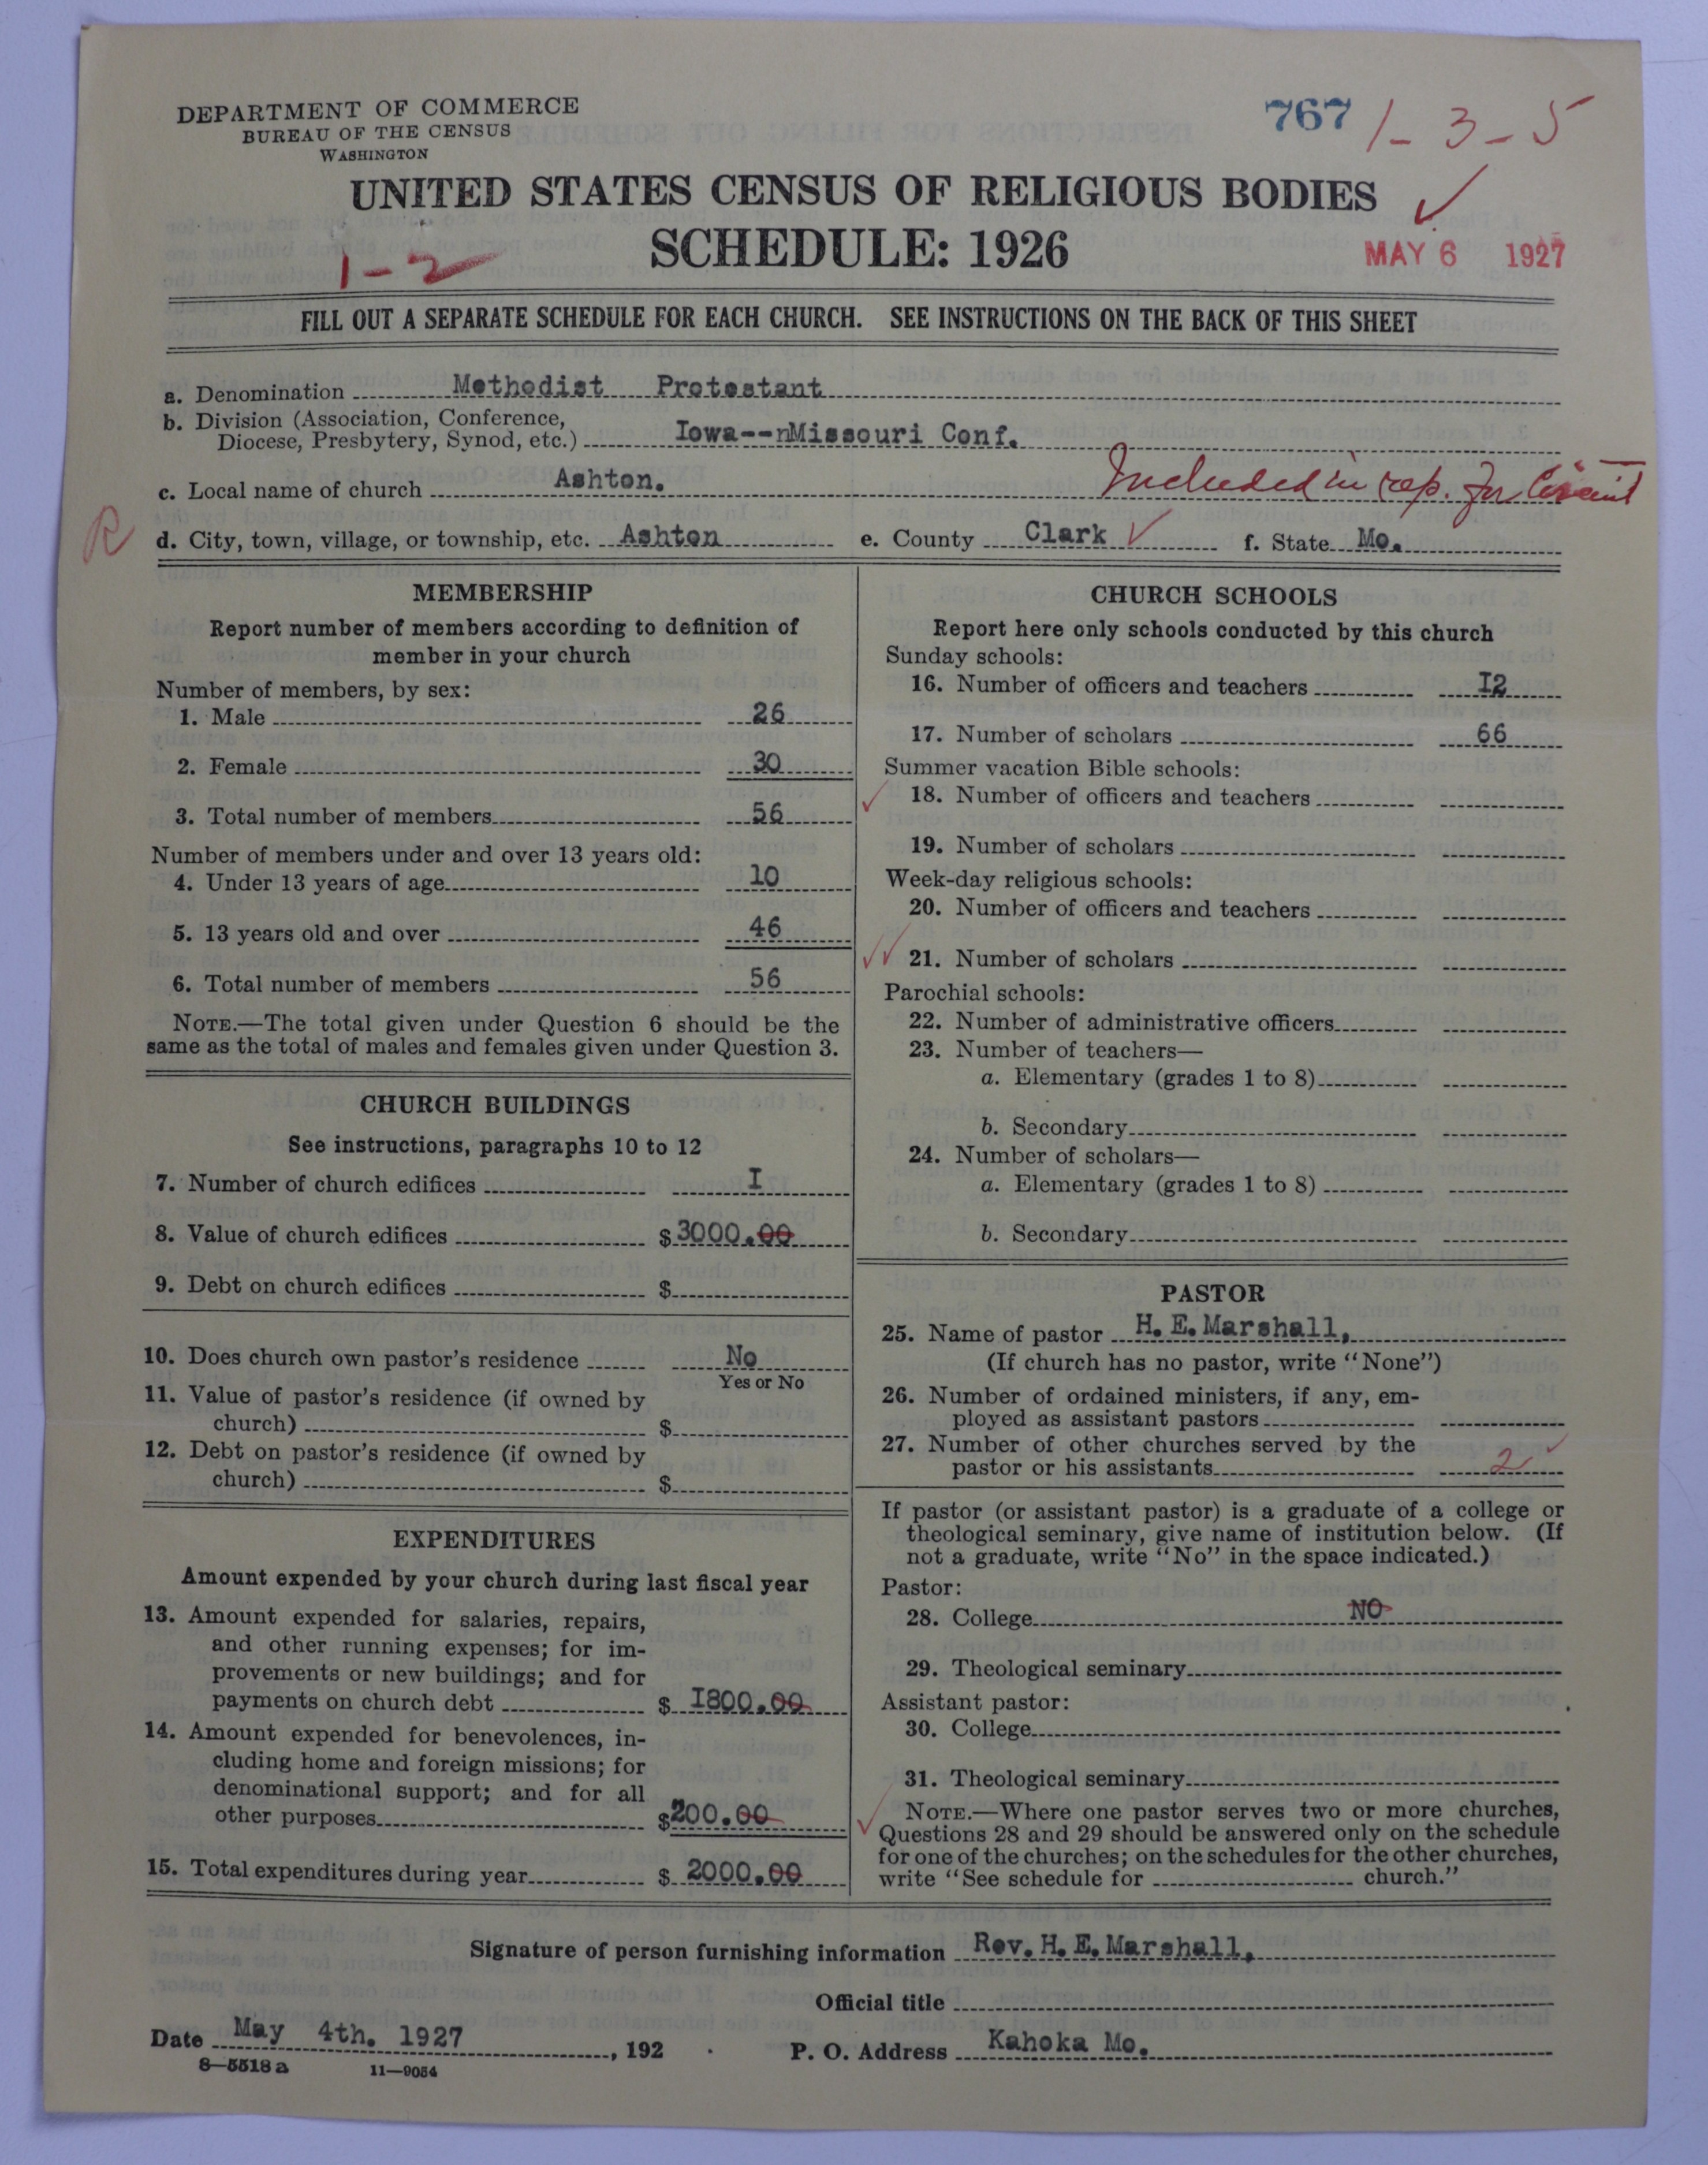 DEPARTMENT OF COMMERCE
BUREAU OF THE CENSUS
WASHINGTON
767 1-3-5
UNITED STATES CENSUS OF RELIGIOUS BODIES
SCHEDULE: 1926
1-2
MAY 6 1927
FILL OUT A SEPARATE SCHEDULE FOR EACH CHURCH. SEE INSTRUCTIONS ON THE BACK OF THIS SHEET
a. Denomination Methodist Protestant
b. Division (Association, Conference,
Diocese, Presbytery, Synod, etc.) Iowa--nMissouri Conf.
c. Local name of church Ashton. Included in rep. for Circuit
R
d. City, town, village, or township, etc. Ashton e. County Clark f. State Mo.
MEMBERSHIP
Report number of members according to definition of
member in your church
Number of members, by sex:
1. Male 26
2. Female 30
3. Total number of members 56
Number of members under and over 13 years old:
4. Under 13 years of age 10
5. 13 years old and over 46
6. Total number of members 56
NOTE.—The total given under Question 6 should be the
same as the total of males and females given under Question 3.
CHURCH BUILDINGS
See instructions, paragraphs 10 to 12
7. Number of church edifices I
8. Value of church edifices $3000.00
9. Debt on church edifices $
10. Does church own pastor's residence No
Yes or No
11. Value of pastor's residence (if owned by
church) $
12. Debt on pastor's residence (if owned by
church) $
EXPENDITURES
Amount expended by your church during last fiscal year
13. Amount expended for salaries, repairs,
and other running expenses; for im-
provements or new buildings; and for
payments on church debt $ I800.00
14. Amount expended for benevolences, in-
cluding home and foreign missions; for
denominational support; and for all
other purposes $200.00
15. Total expenditures during year $ 2000.00
CHURCH SCHOOLS
Report here only schools conducted by this church
Sunday schools:
16. Number of officers and teachers I2
17. Number of scholars 66
Summer vacation Bible schools:
18. Number of officers and teachers
19. Number of scholars
Week-day religious schools:
20. Number of officers and teachers
21. Number of scholars
Parochial schools:
22. Number of administrative officers
23. Number of teachers—
a. Elementary (grades 1 to 8)
b. Secondary
24. Number of scholars—
a. Elementary (grades 1 to 8)
b. Secondary
PASTOR
25. Name of pastor H. E. Marshall,
(If church has no pastor, write "None")
26. Number of ordained ministers, if any, em-
ployed as assistant pastors
27. Number of other churches served by the
pastor or his assistants 2
If pastor (or assistant pastor) is a graduate of a college or
theological seminary, give name of institution below. (If
not a graduate, write "No" in the space indicated.)
Pastor:
28. College NO
29. Theological seminary
Assistant pastor:
30. College
31. Theological seminary
NOTE.—Where one pastor serves two or more churches,
Questions 28 and 29 should be answered only on the schedule
for one of the churches; on the schedules for the other churches,
write "See schedule for church."
Signature of person furnishing information Rev. H. E. Marshall,
Official title
Date May 4th. 1927, 192 P. O. Address Kahoka Mo.
8—5518 a 11—9054